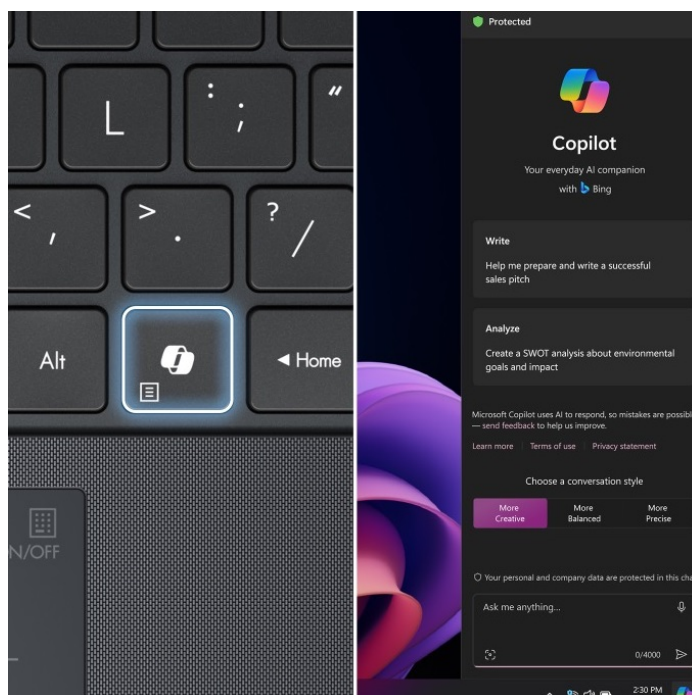 L
: ;
"
< ,
> .
? /
Alt
◄ Home
N/OFF
Protected
Copilot
Your everyday AI companion
with b Bing
Write
Help me prepare and write a successful
sales pitch
Analyze
Create a SWOT analysis about environmental
goals and impact
Microsoft Copilot uses AI to respond, so mistakes are possibl
— send feedback to help us improve.
Learn more Terms of use Privacy statement
Choose a conversation style
More Creative
More Balanced
More Precise
Your personal and company data are protected in this cha
Ask me anything...
0/4000
2:30 PM